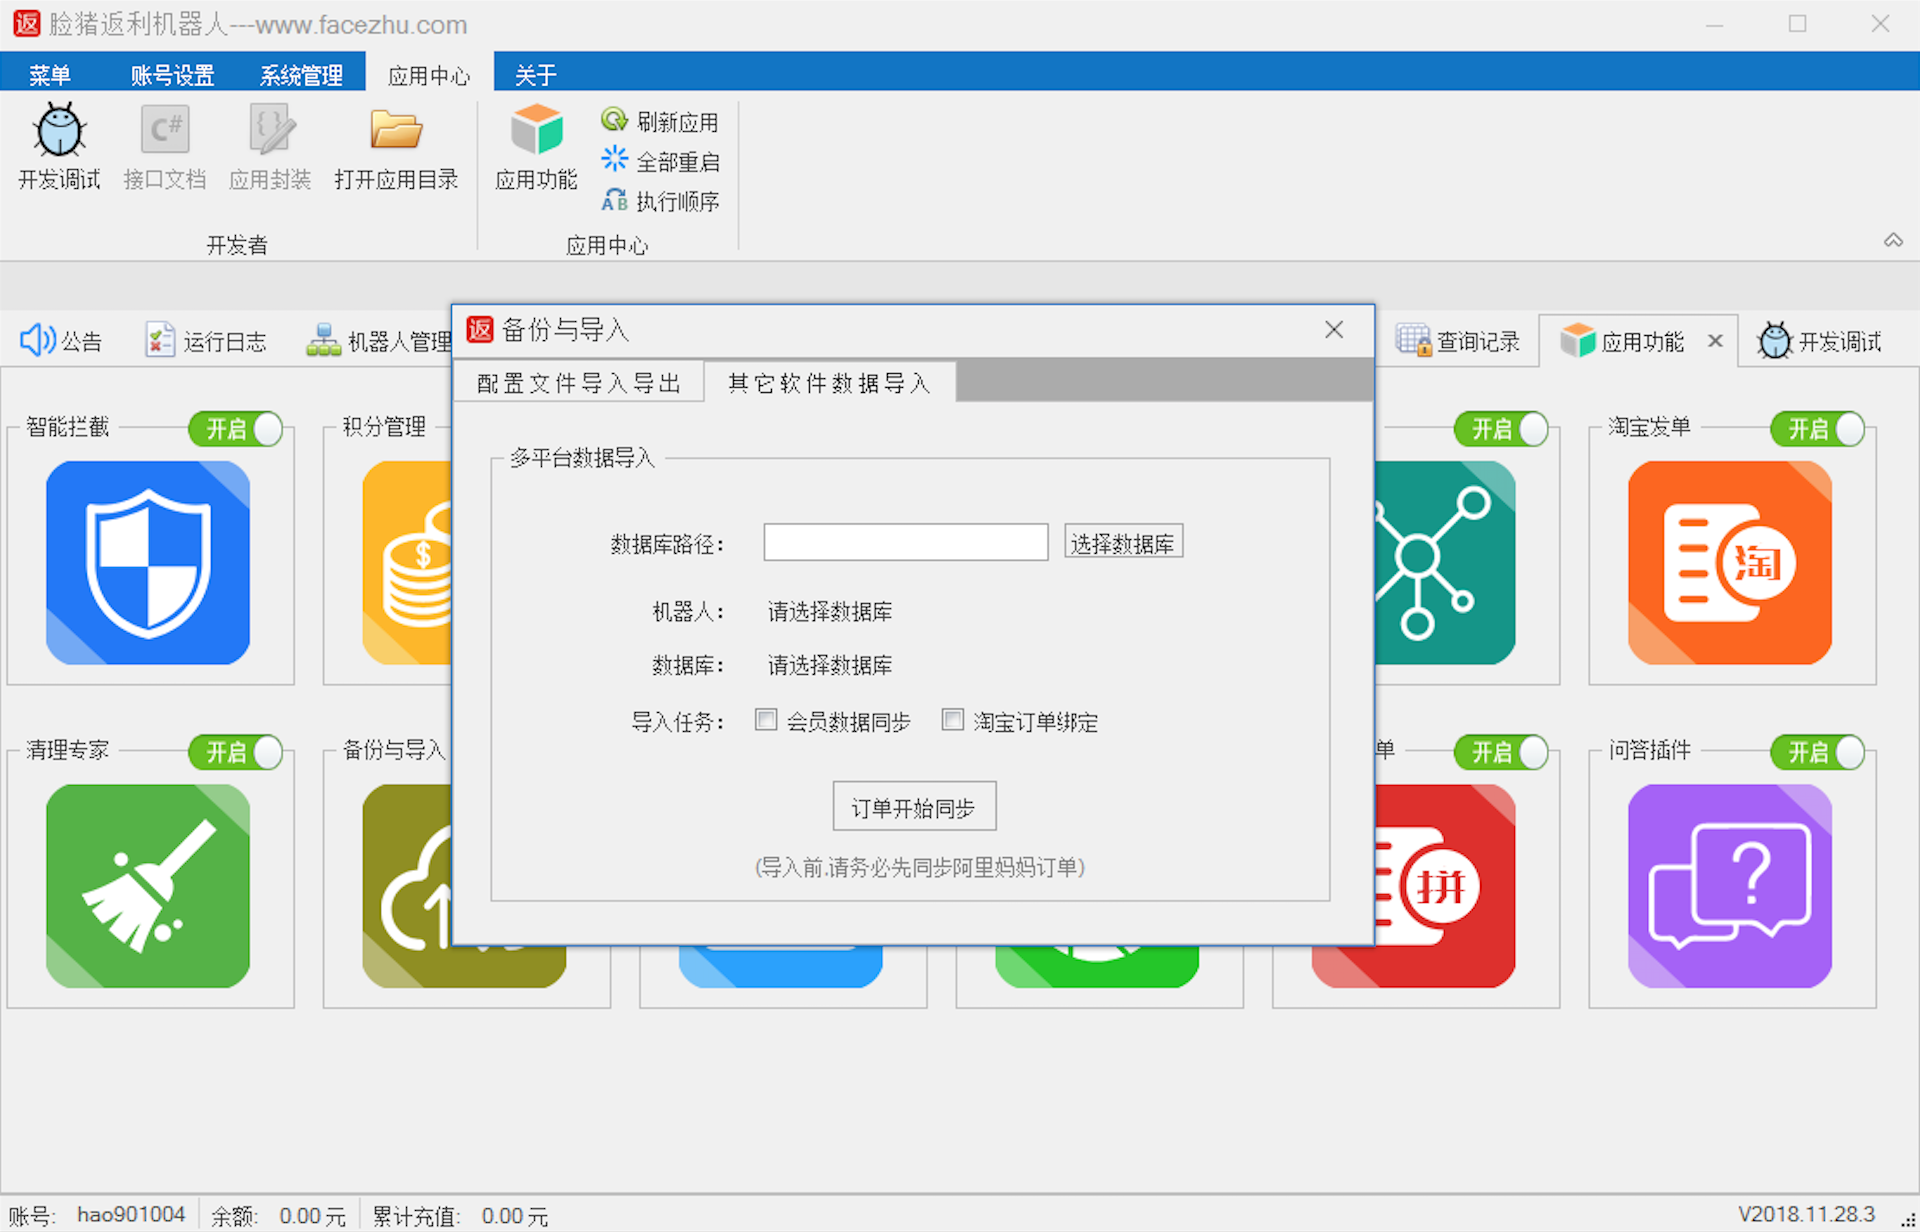 返 脸猪返利机器人---www.facezhu.com
菜单 账号设置 系统管理 应用中心 关于
C# 刷新应用
开发调试 接口文档 应用封装 打开应用目录 应用功能 全部重启
AB 执行顺序
开发者 应用中心
公告 运行日志 机器人管理 查询记录 应用功能 开发调试
返 备份与导入
配置文件导入导出 其它软件数据导入
多平台数据导入
数据库路径： 选择数据库
机器人： 请选择数据库
数据库： 请选择数据库
导入任务： 会员数据同步 淘宝订单绑定
订单开始同步
(导入前,请务必先同步阿里妈妈订单)
智能拦截 开启 积分管理 开启 淘宝发单 开启
$ 淘
清理专家 开启 备份与导入 单 开启 问答插件 开启
拼 ?
账号: hao901004 余额: 0.00 元 累计充值: 0.00 元 V2018.11.28.3